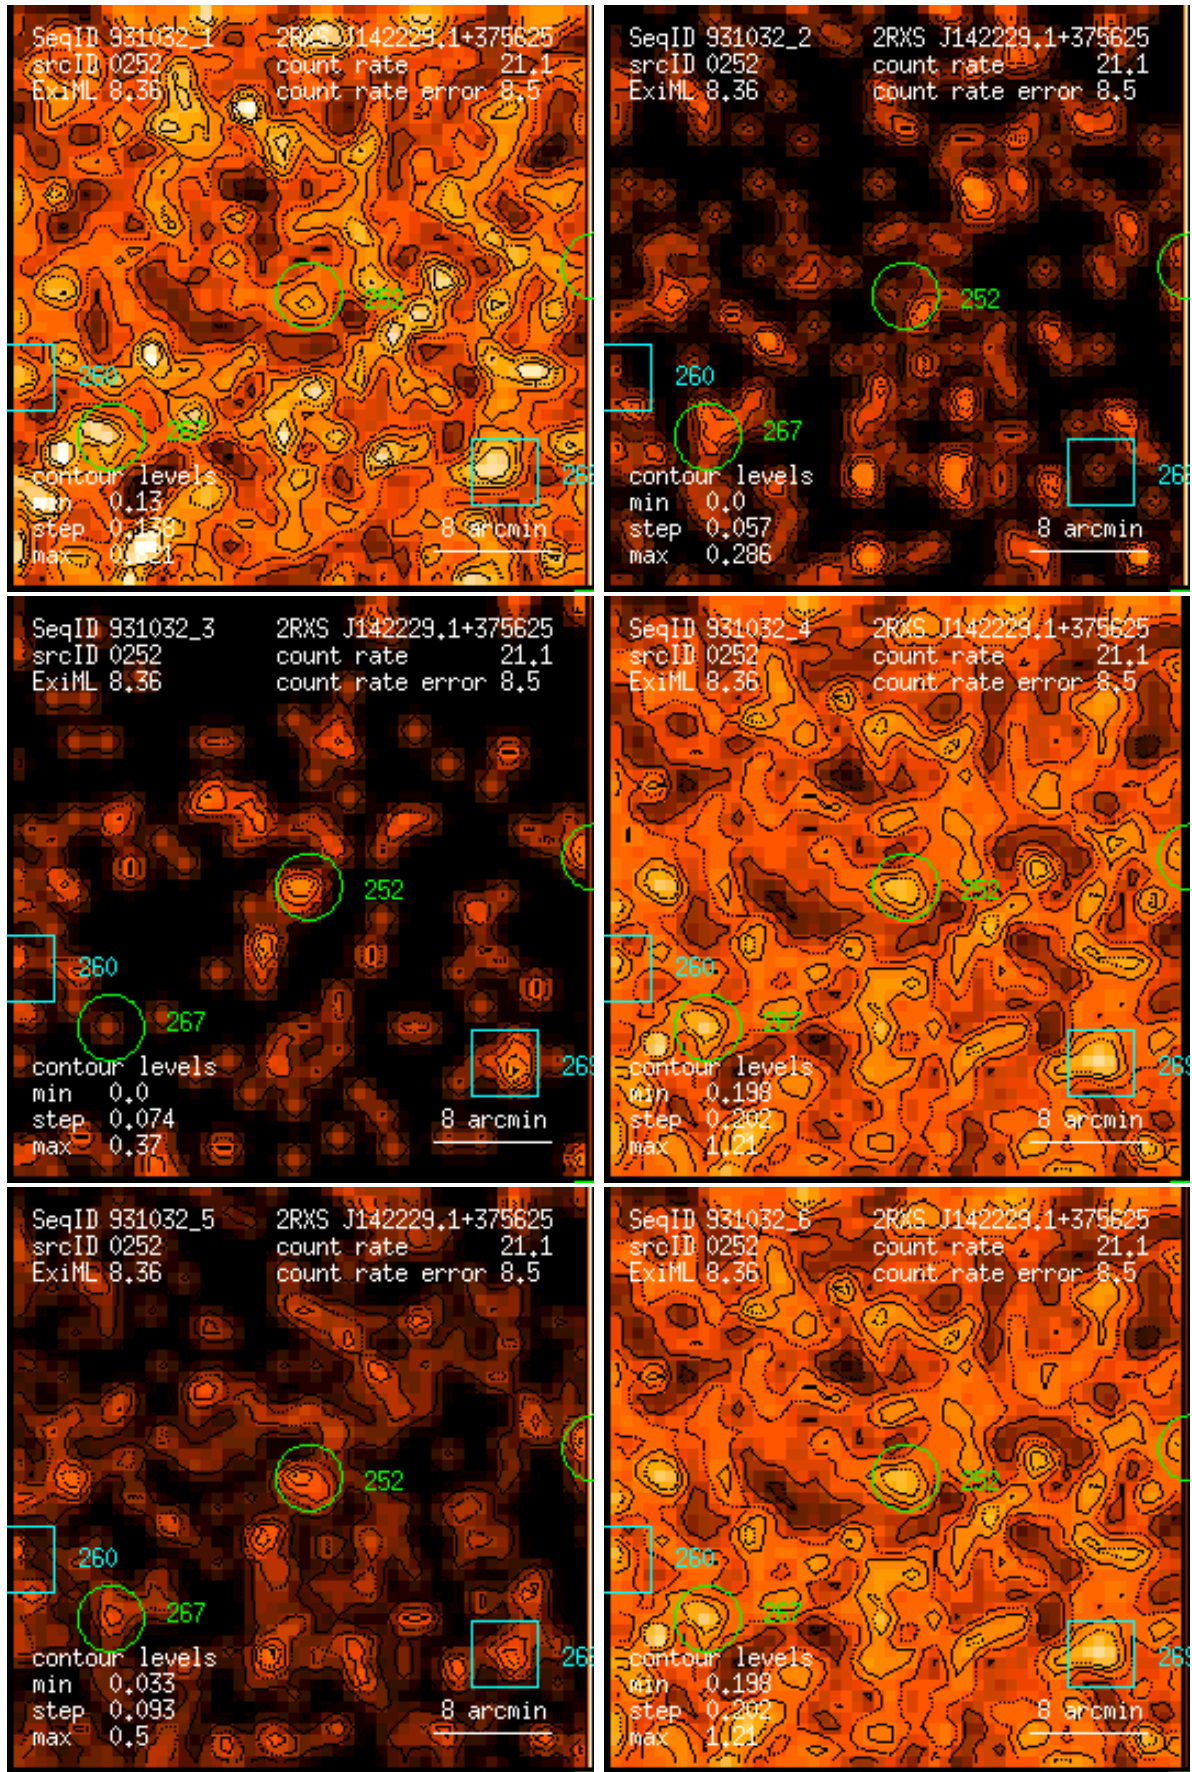 SeqID 931032_1 2RXS J142229.1+375625
srcID 0252 count rate 21.1
ExiML 8.36 count rate error 8.5
252
260
267
contour levels
min 0.13
step 0.138
8 arcmin
SeqID 931032_2 2RXS J142229.1+375625
srcID 0252 count rate 21.1
ExiML 8.36 count rate error 8.5
252
260
267
contour levels
min 0.0
step 0.057 8 arcmin
max 0.286
SeqID 931032_3 2RXS J142229.1+375625
srcID 0252 count rate 21.1
ExiML 8.36 count rate error 8.5
252
260
267
contour levels
min 0.0
step 0.074 8 arcmin
max 0.37
SeqID 931032_4 2RXS J142229.1+375625
srcID 0252 count rate 21.1
ExiML 8.36 count rate error 8.5
252
260
267
contour levels 269
min 0.198
step 0.202 8 arcmin
max 1.21
SeqID 931032_5 2RXS J142229.1+375625
srcID 0252 count rate 21.1
ExiML 8.36 count rate error 8.5
252
260
267
contour levels
min 0.033
step 0.093 8 arcmin
max 0.5
SeqID 931032_6 2RXS J142229.1+375625
srcID 0252 count rate 21.1
ExiML 8.36 count rate error 8.5
252
260
267
contour levels 269
min 0.198
step 0.202 8 arcmin
max 1.21